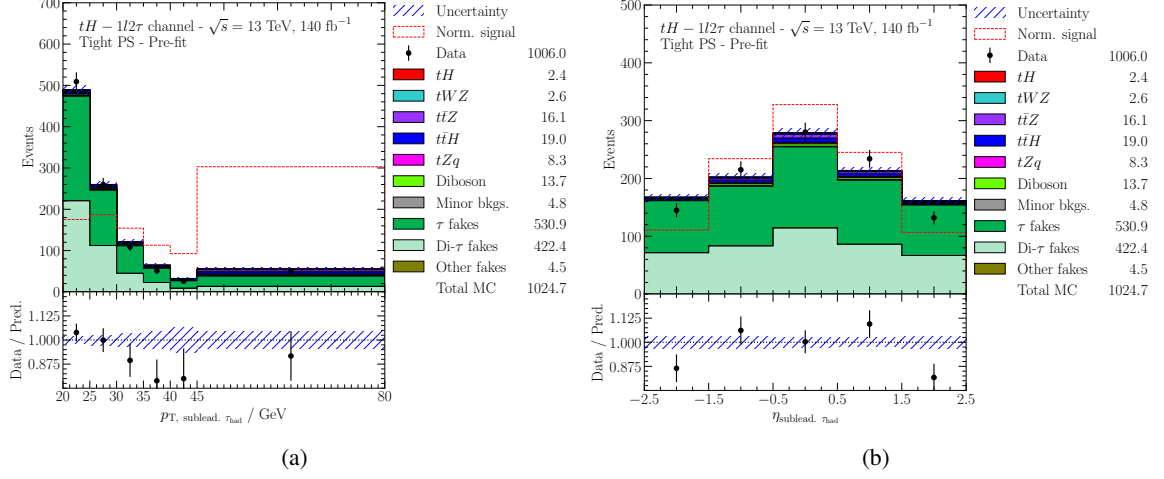 tH − 1l2τ channel - √s = 13 TeV, 140 fb⁻¹
Tight PS - Pre-fit
Events
700
600
500
400
300
200
100
0
Data / Pred.
1.125
1.000
0.875
20 25 30 35 40 45 80
p_T, sublead. τ_had / GeV
Uncertainty
Norm. signal
Data 1006.0
tH 2.4
tWZ 2.6
tt̄Z 16.1
tt̄H 19.0
tZq 8.3
Diboson 13.7
Minor bkgs. 4.8
τ fakes 530.9
Di-τ fakes 422.4
Other fakes 4.5
Total MC 1024.7
(a)
tH − 1l2τ channel - √s = 13 TeV, 140 fb⁻¹
Tight PS - Pre-fit
Events
500
400
300
200
100
0
Data / Pred.
1.125
1.000
0.875
−2.5 −1.5 −0.5 0.5 1.5 2.5
η_sublead. τ_had
Uncertainty
Norm. signal
Data 1006.0
tH 2.4
tWZ 2.6
tt̄Z 16.1
tt̄H 19.0
tZq 8.3
Diboson 13.7
Minor bkgs. 4.8
τ fakes 530.9
Di-τ fakes 422.4
Other fakes 4.5
Total MC 1024.7
(b)